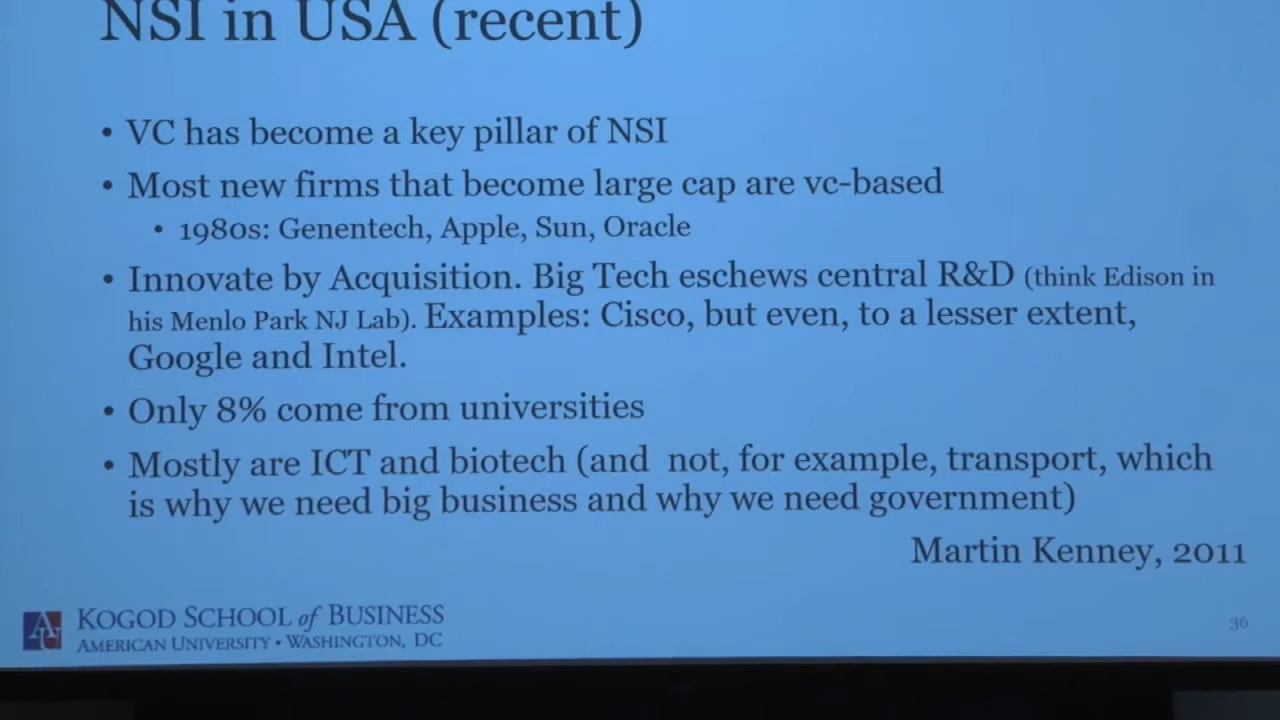 NSI in USA (recent)
• VC has become a key pillar of NSI
• Most new firms that become large cap are vc-based
• 1980s: Genentech, Apple, Sun, Oracle
• Innovate by Acquisition. Big Tech eschews central R&D (think Edison in
his Menlo Park NJ Lab). Examples: Cisco, but even, to a lesser extent,
Google and Intel.
• Only 8% come from universities
• Mostly are ICT and biotech (and not, for example, transport, which
is why we need big business and why we need government)
Martin Kenney, 2011
AU
KOGOD SCHOOL of BUSINESS
AMERICAN UNIVERSITY • WASHINGTON, DC
36